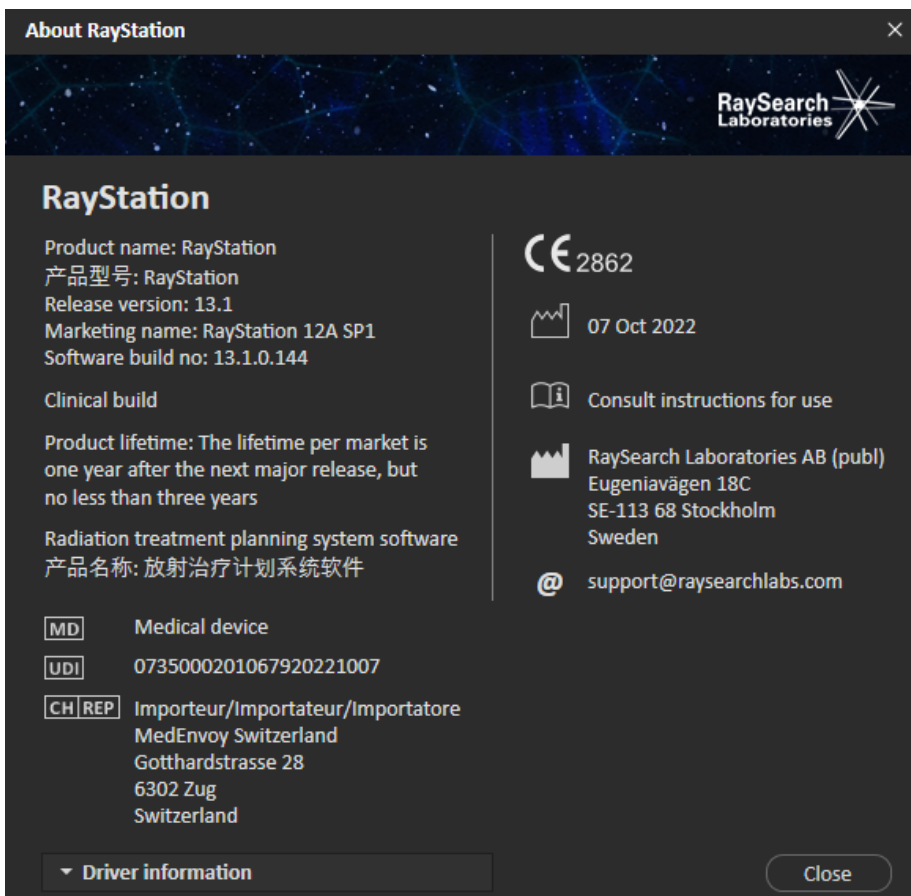 About RayStation
RaySearch
Laboratories
RayStation
Product name: RayStation
产品型号: RayStation
Release version: 13.1
Marketing name: RayStation 12A SP1
Software build no: 13.1.0.144
Clinical build
Product lifetime: The lifetime per market is
one year after the next major release, but
no less than three years
Radiation treatment planning system software
产品名称: 放射治疗计划系统软件
CE 2862
07 Oct 2022
Consult instructions for use
RaySearch Laboratories AB (publ)
Eugeniavägen 18C
SE-113 68 Stockholm
Sweden
@ support@raysearchlabs.com
MD Medical device
UDI 0735000201067920221007
CH REP Importeur/Importateur/Importatore
MedEnvoy Switzerland
Gotthardstrasse 28
6302 Zug
Switzerland
Driver information
Close